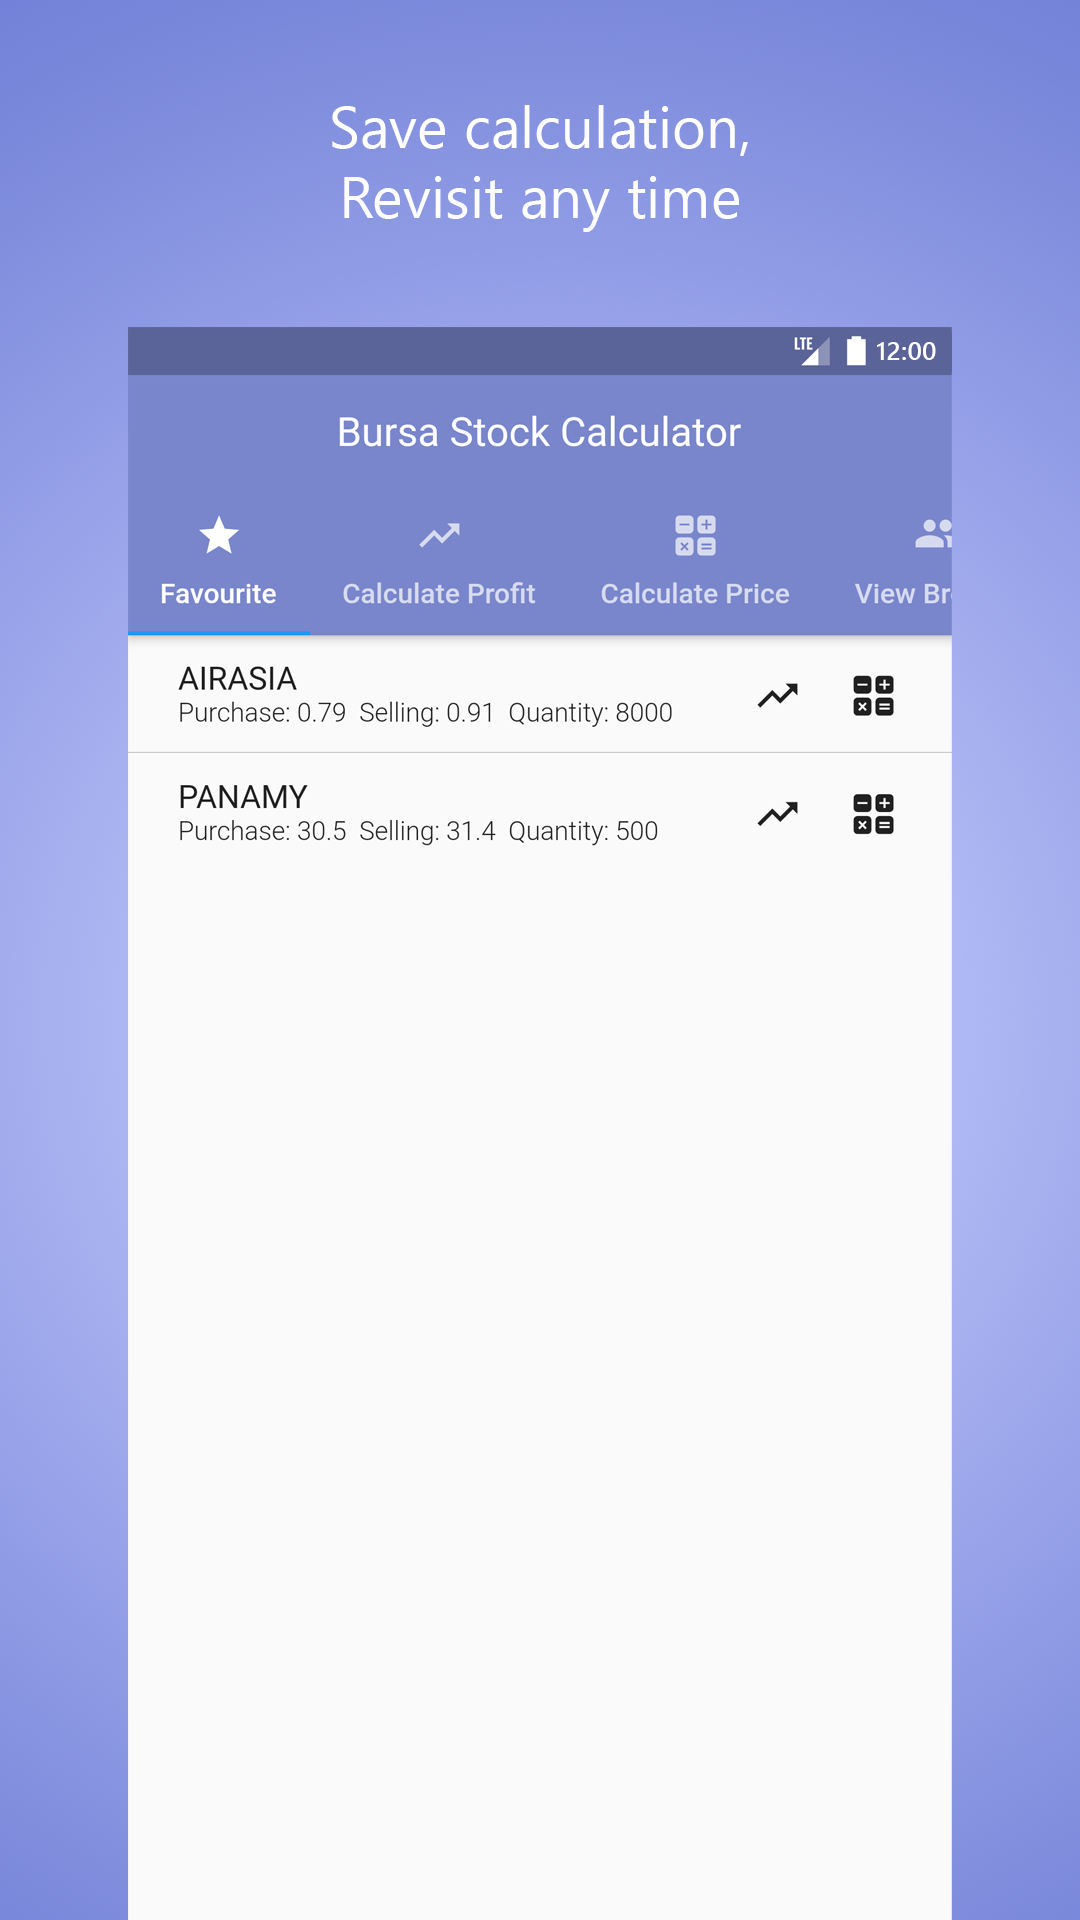 Save calculation,
Revisit any time
LTE 12:00
Bursa Stock Calculator
Favourite Calculate Profit Calculate Price View Br
AIRASIA
Purchase: 0.79 Selling: 0.91 Quantity: 8000
PANAMY
Purchase: 30.5 Selling: 31.4 Quantity: 500